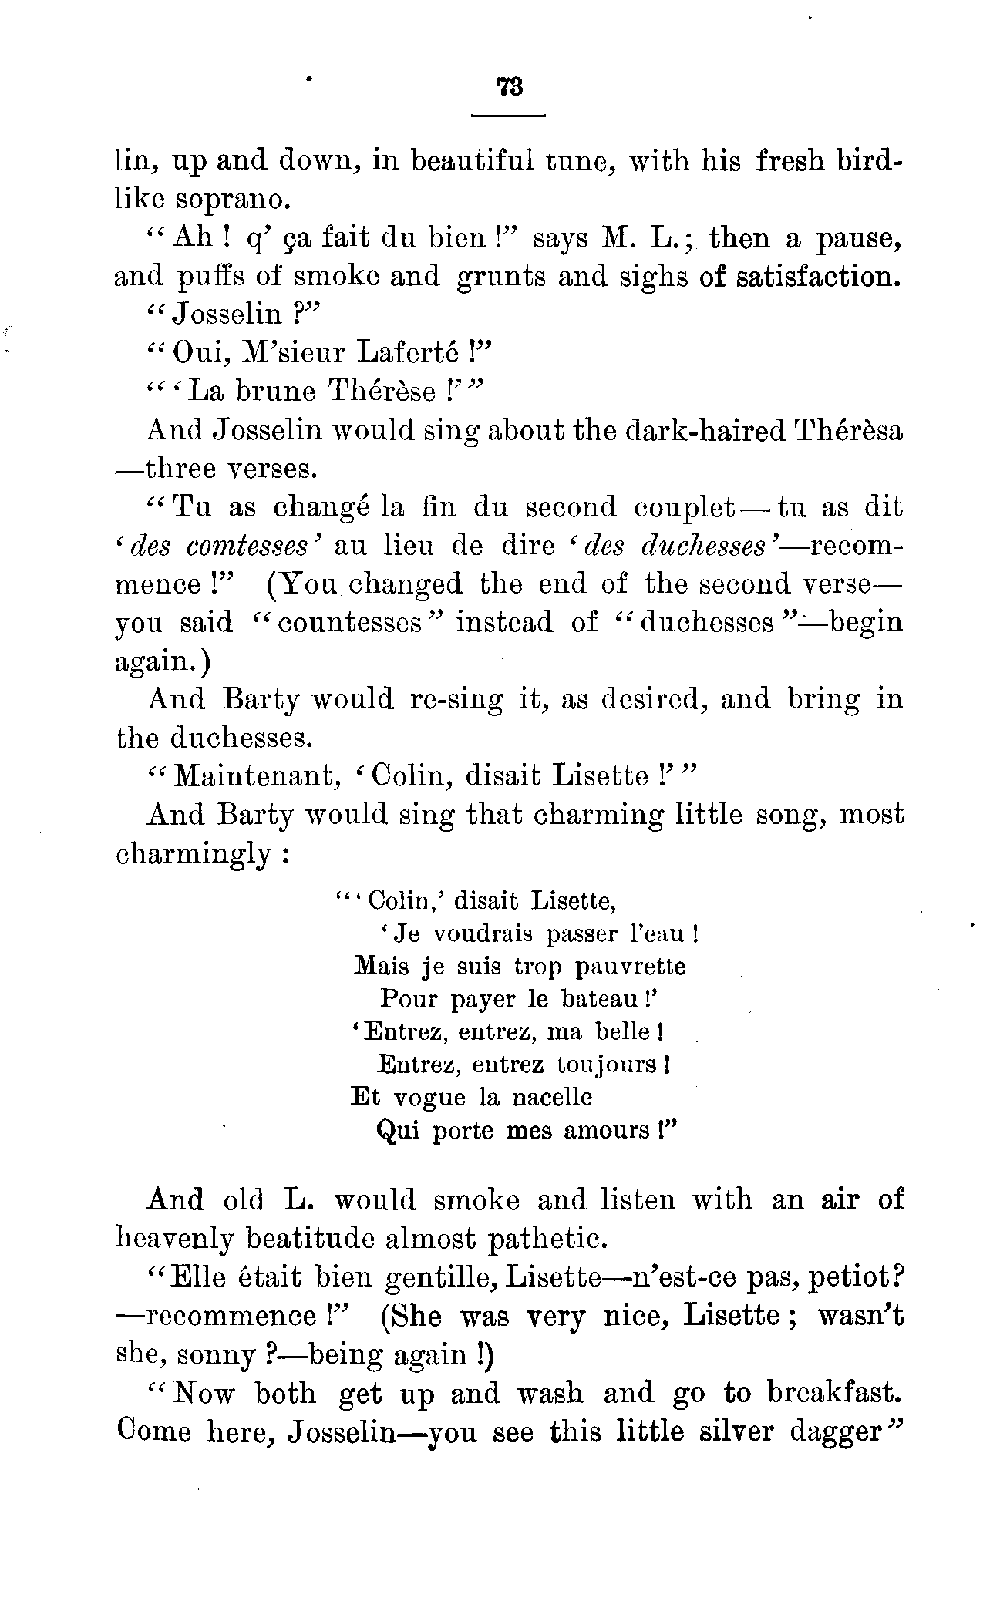 73
lin, up and down, in beautiful tune, with his fresh bird-
like soprano.
“Ah ! q’ ça fait du bien !” says M. L.; then a pause,
and puffs of smoke and grunts and sighs of satisfaction.
“Josselin ?”
“Oui, M’sieur Laferté !”
“‘La brune Thérèse !’”
And Josselin would sing about the dark-haired Thérèsa
—three verses.
“Tu as changé la fin du second couplet—tu as dit
‘des comtesses’ au lieu de dire ‘des duchesses’—recom-
mence !” (You changed the end of the second verse—
you said “countesses” instead of “duchesses”—begin
again.)
And Barty would re-sing it, as desired, and bring in
the duchesses.
“Maintenant, ‘Colin, disait Lisette !’”
And Barty would sing that charming little song, most
charmingly :
“‘Colin,’ disait Lisette,
‘Je voudrais passer l’eau !
Mais je suis trop pauvrette
Pour payer le bateau !’
‘Entrez, entrez, ma belle !
Entrez, entrez toujours !
Et vogue la nacelle
Qui porte mes amours !”
And old L. would smoke and listen with an air of
heavenly beatitude almost pathetic.
“Elle était bien gentille, Lisette—n’est-ce pas, petiot?
—recommence !” (She was very nice, Lisette ; wasn’t
she, sonny ?—being again !)
“Now both get up and wash and go to breakfast.
Come here, Josselin—you see this little silver dagger”